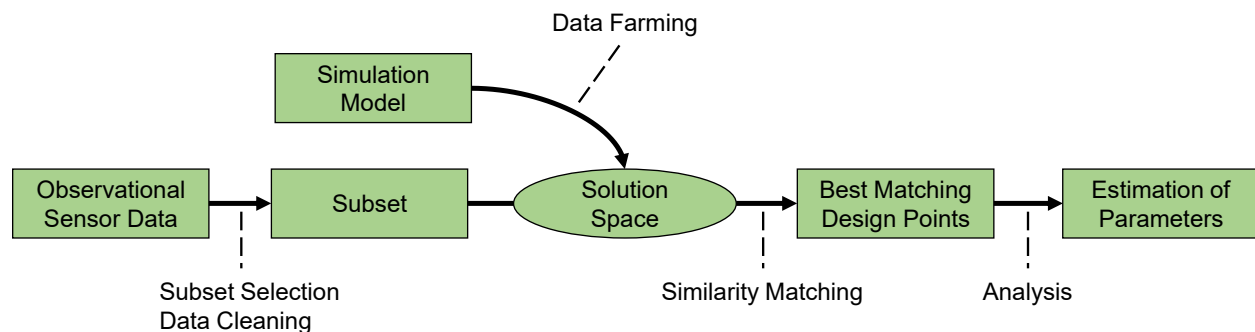 Data Farming
Simulation
Model
Observational
Sensor Data
Subset
Solution
Space
Best Matching
Design Points
Estimation of
Parameters
Subset Selection
Data Cleaning
Similarity Matching
Analysis